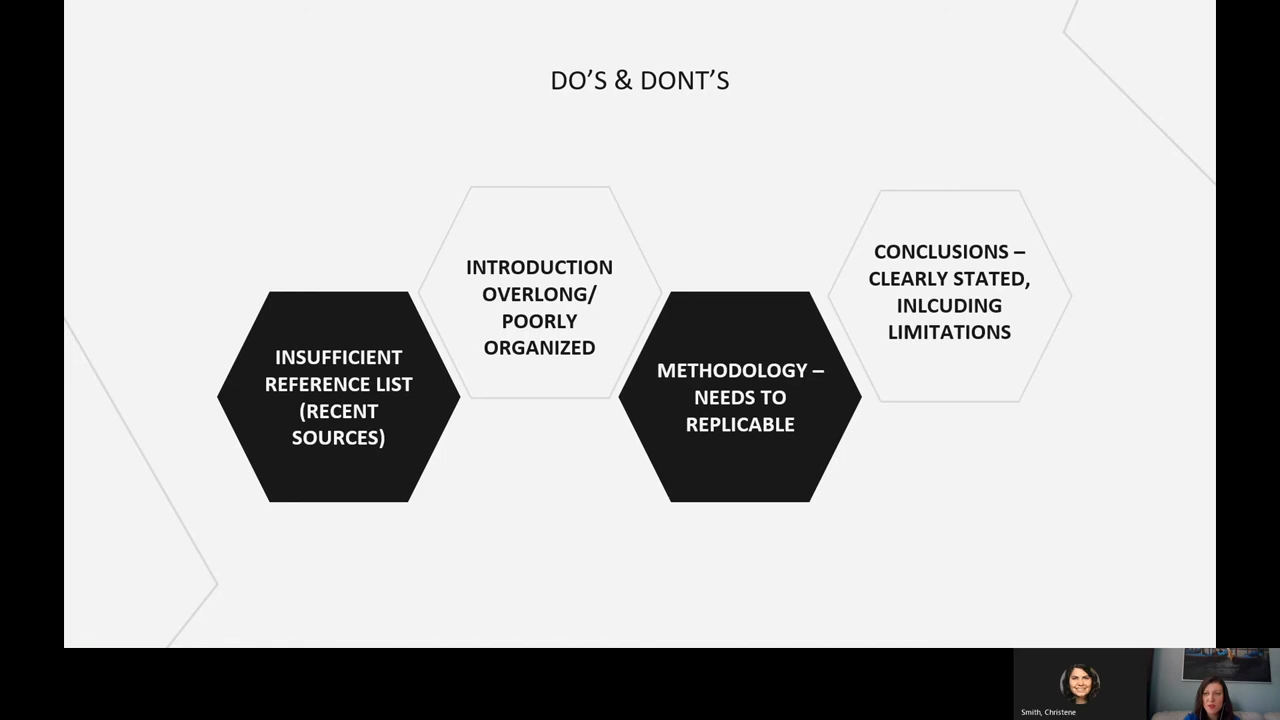 DO’S & DONT’S
INSUFFICIENT
REFERENCE LIST
(RECENT
SOURCES)
INTRODUCTION
OVERLONG/
POORLY
ORGANIZED
METHODOLOGY –
NEEDS TO
REPLICABLE
CONCLUSIONS –
CLEARLY STATED,
INLCUDING
LIMITATIONS
Smith, Christene